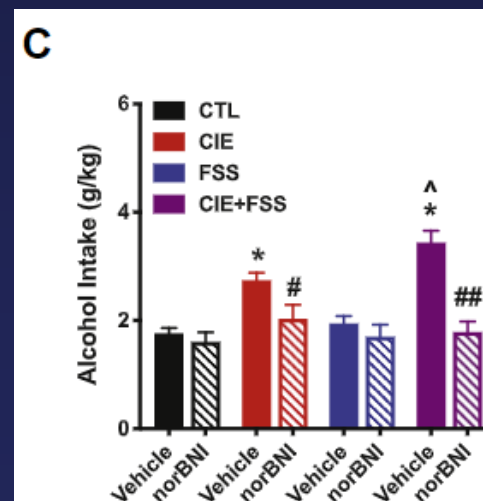 C
6
4
2
0
Alcohol Intake (g/kg)
CTL
CIE
FSS
CIE+FSS
*
#
^
*
##
Vehicle
norBNI
Vehicle
norBNI
Vehicle
norBNI
Vehicle
norBNI